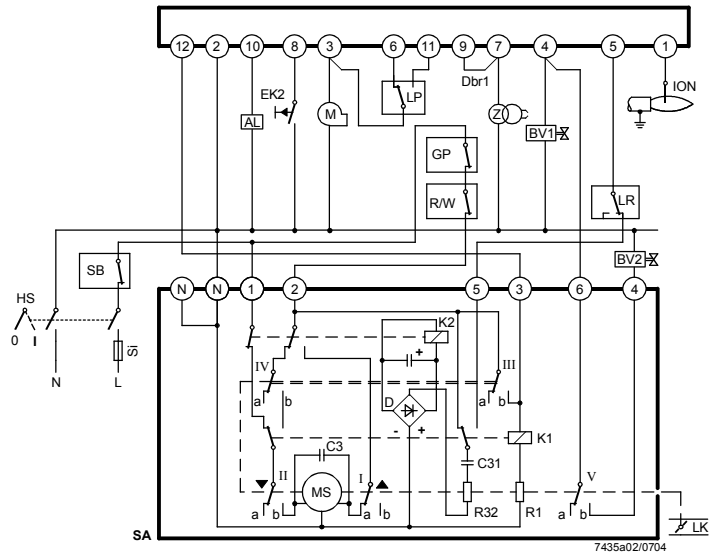 12 2 10 8 3 6 11 9 7 4 5 1
Dbr1
ION
EK2
LP
AL
M
Z
BV1
GP
R/W
LR
SB
BV2
HS
N N 1 2 5 3 6 4
0 I
Si
K2
+
N L
IV
III
D
a b
a b
- +
K1
C3
C31
II
I
V
MS
a b
a b
R32
R1
a b
LK
SA
7435a02/0704